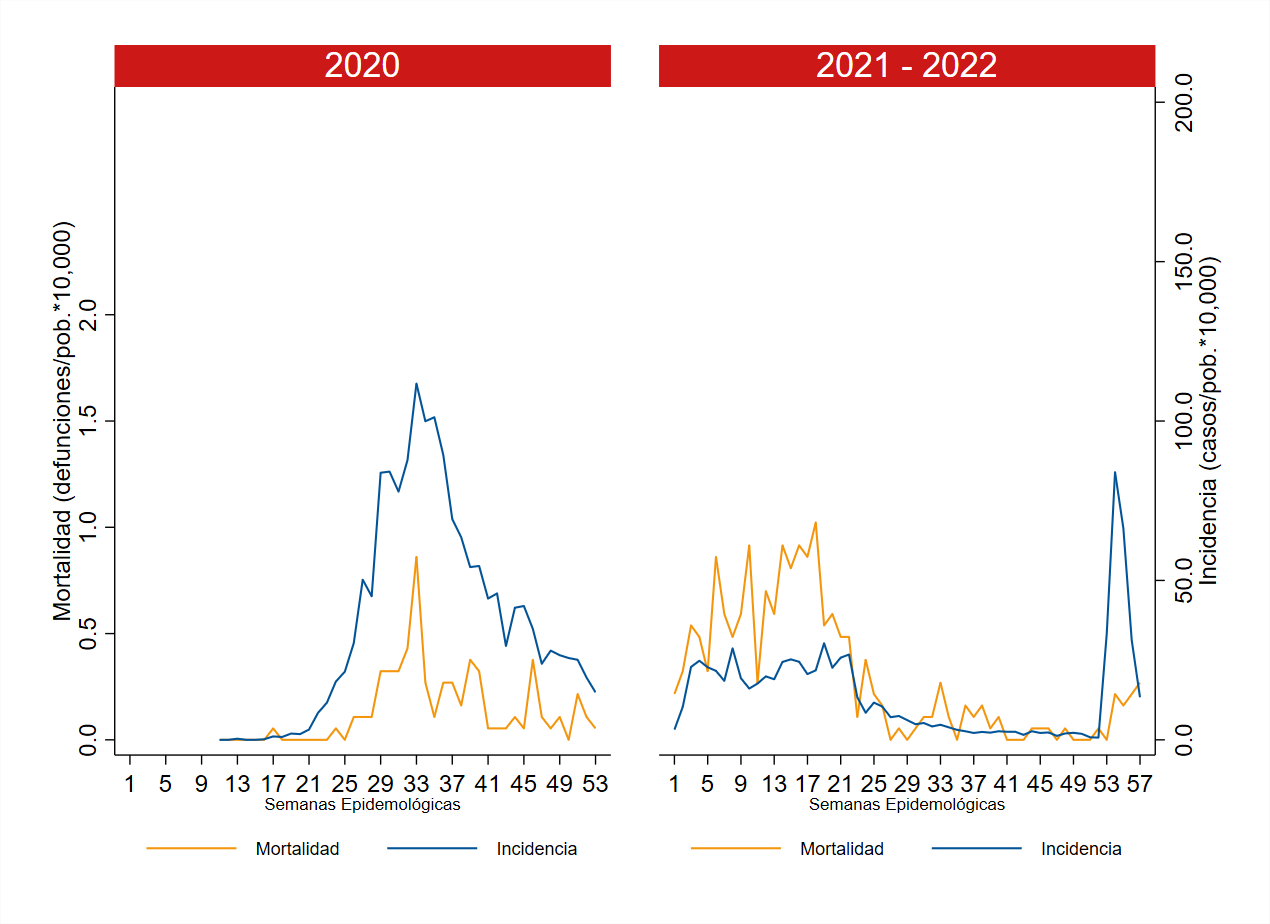 2020
2021 - 2022
Mortalidad (defunciones/pob.*10,000)
0.0 0.5 1.0 1.5 2.0
1 5 9 13 17 21 25 29 33 37 41 45 49 53
Semanas Epidemológicas
Mortalidad Incidencia
1 5 9 13 17 21 25 29 33 37 41 45 49 53 57
Semanas Epidemológicas
Mortalidad Incidencia
0.0 50.0 100.0 150.0 200.0
Incidencia (casos/pob.*10,000)